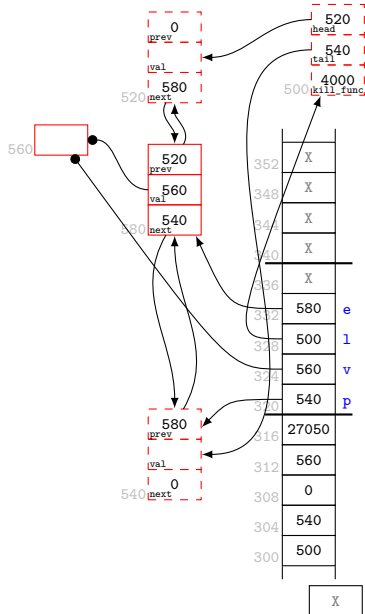 0
prev
val
580
next
520
520
head
540
tail
4000
kill_func
500
560
520
prev
560
val
540
next
580
X
352
X
348
X
344
X
340
X
336
580
332
e
500
328
l
560
324
v
540
320
p
27050
316
560
312
0
308
540
304
500
300
580
prev
val
0
next
540
X